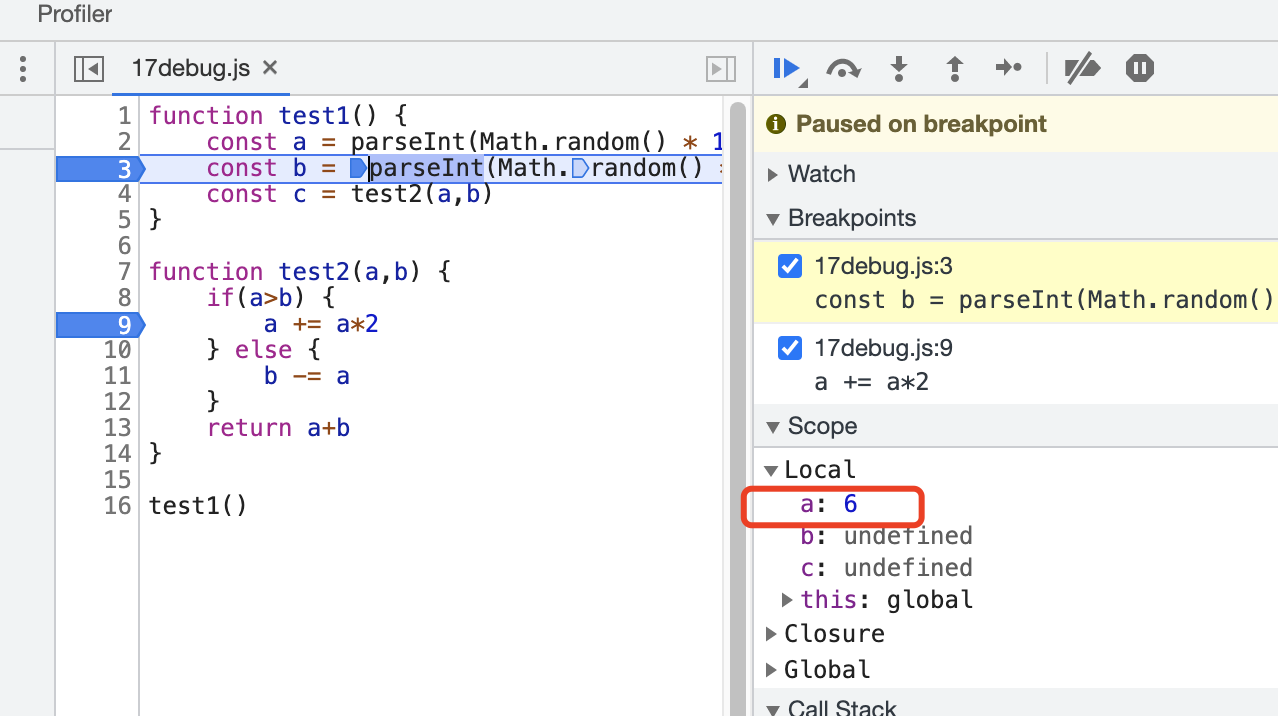 Profiler
17debug.js ×
1 function test1() {
2 const a = parseInt(Math.random() * 1
3 const b = parseInt(Math.random() *
4 const c = test2(a,b)
5 }
6
7 function test2(a,b) {
8 if(a>b) {
9 a += a*2
10 } else {
11 b -= a
12 }
13 return a+b
14 }
15
16 test1()
Paused on breakpoint
Watch
Breakpoints
17debug.js:3
const b = parseInt(Math.random()
17debug.js:9
a += a*2
Scope
Local
a: 6
b: undefined
c: undefined
this: global
Closure
Global
Call Stack